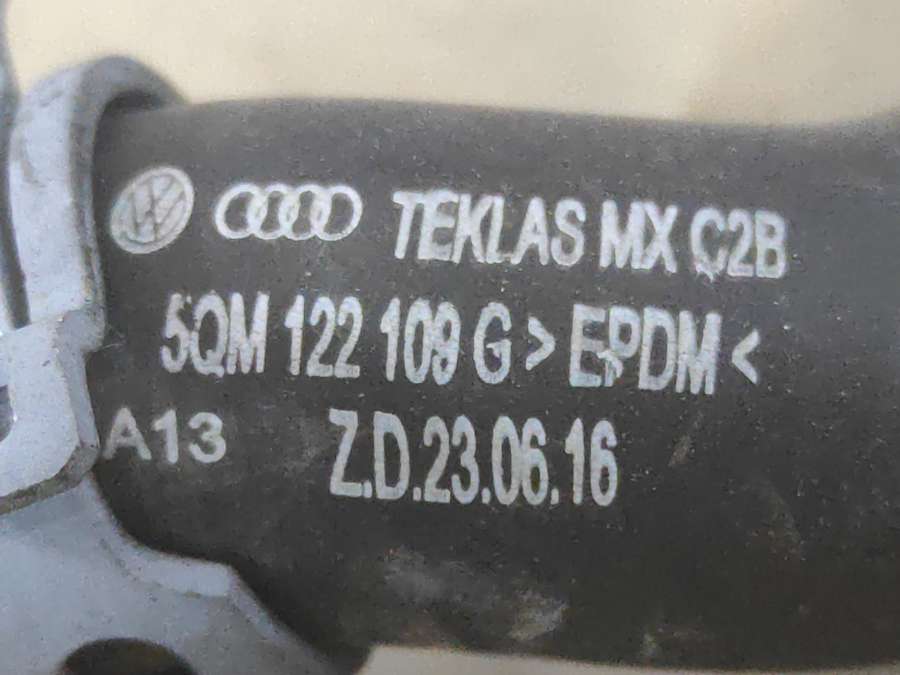 TEKLAS MX C2B
5QM 122 109 G > EPDM <
A13 Z.D.23.06.16